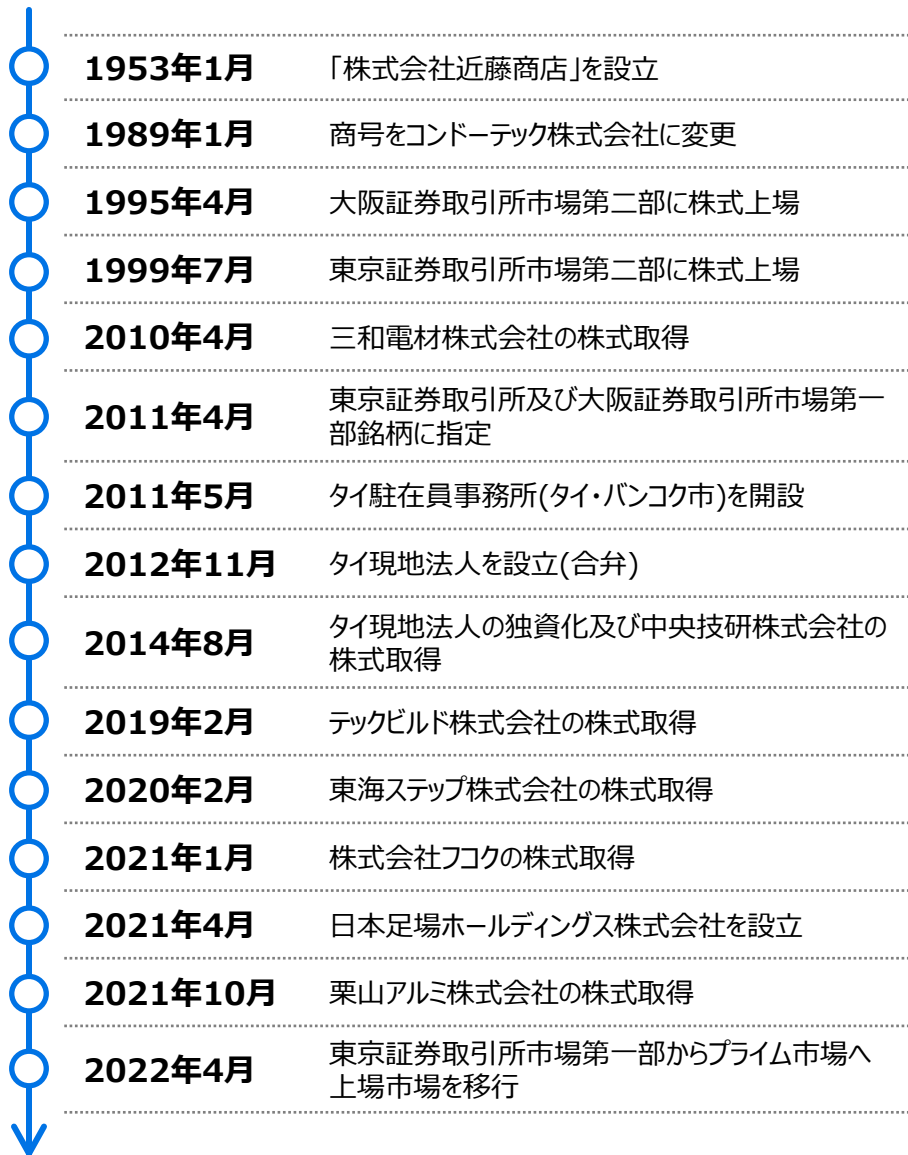 1953年1月 「株式会社近藤商店」を設立
1989年1月 商号をコンドーテック株式会社に変更
1995年4月 大阪証券取引所市場第二部に株式上場
1999年7月 東京証券取引所市場第二部に株式上場
2010年4月 三和電材株式会社の株式取得
2011年4月 東京証券取引所及び大阪証券取引所市場第一
部銘柄に指定
2011年5月 タイ駐在員事務所(タイ・バンコク市)を開設
2012年11月 タイ現地法人を設立(合弁)
2014年8月 タイ現地法人の独資化及び中央技研株式会社の
株式取得
2019年2月 テックビルド株式会社の株式取得
2020年2月 東海ステップ株式会社の株式取得
2021年1月 株式会社フコクの株式取得
2021年4月 日本足場ホールディングス株式会社を設立
2021年10月 栗山アルミ株式会社の株式取得
2022年4月 東京証券取引所市場第一部からプライム市場へ
上場市場を移行